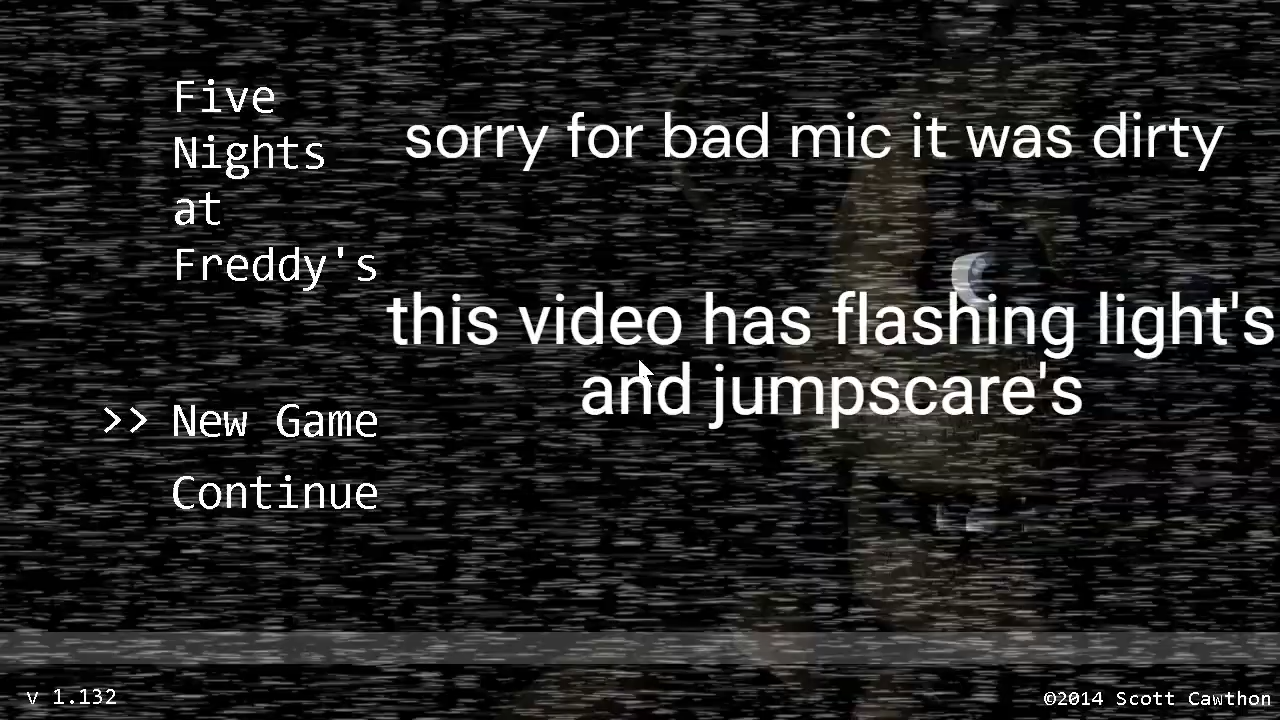 Five
Nights
at
Freddy's
sorry for bad mic it was dirty
this video has flashing light's
and jumpscare's
>> New Game
Continue
v 1.132
©2014 Scott Cawthon